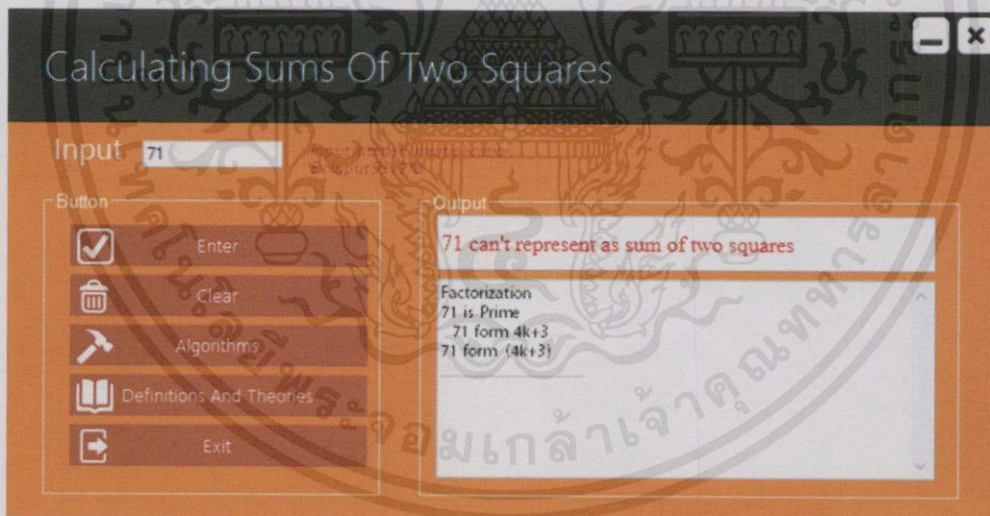 Calculating Sums Of Two Squares
Input 71
Button
Enter
Clear
Algorithms
Definitions And Theories
Exit
Output
71 can't represent as sum of two squares
Factorization
71 is Prime
71 form 4k+3
71 form {4k+3}